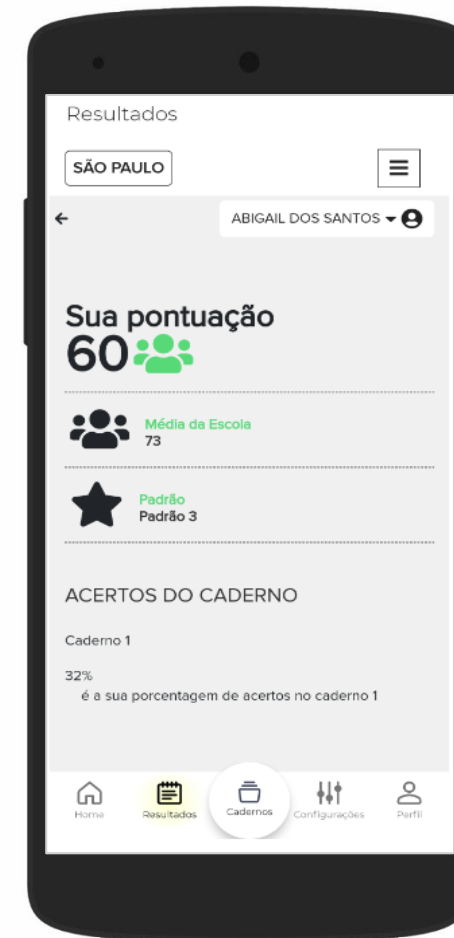 Resultados
SÃO PAULO
ABIGAIL DOS SANTOS
Sua pontuação
60
Média da Escola
73
Padrão
Padrão 3
ACERTOS DO CADERNO
Caderno 1
32%
é a sua porcentagem de acertos no caderno 1
Home Resultados Cadernos Configurações Perfil